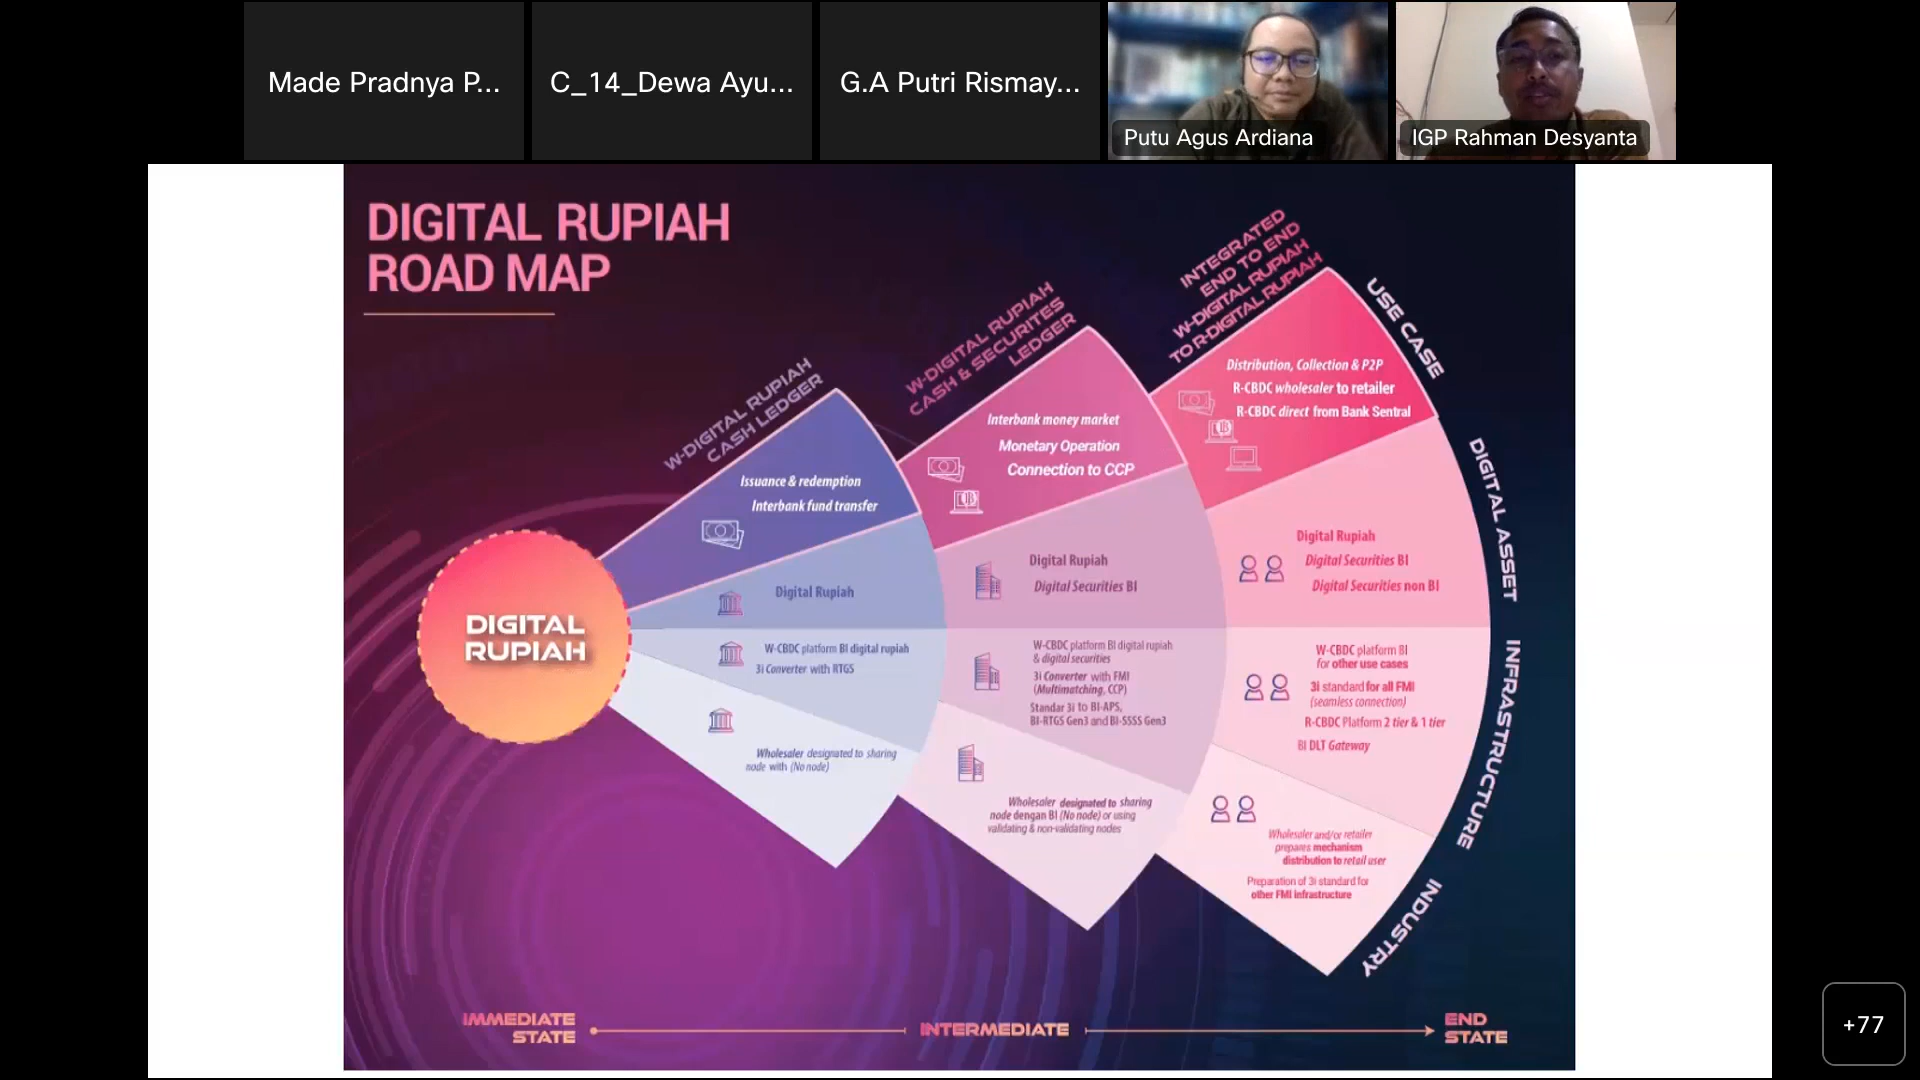 Made Pradnya P...
C_14_Dewa Ayu...
G.A Putri Rismay...
Putu Agus Ardiana
IGP Rahman Desyanta
DIGITAL RUPIAH
ROAD MAP
W-DIGITAL RUPIAH
CASH LEDGER
W-DIGITAL RUPIAH
CASH & SECURITES
LEDGER
INTEGRATED
END TO END
W-DIGITAL RUPIAH
TO R-DIGITAL RUPIAH
USE CASE
Issuance & redemption
Interbank fund transfer
Interbank money market
Monetary Operation
Connection to CCP
Distribution, Collection & P2P
R-CBDC wholesaler to retailer
R-CBDC direct from Bank Sentral
DIGITAL ASSET
Digital Rupiah
Digital Rupiah
Digital Securities BI
Digital Rupiah
Digital Securities BI
Digital Securities non BI
DIGITAL
RUPIAH
INFRASTRUCTURE
W-CBDC platform BI digital rupiah
3i Converter with RTGS
W-CBDC platform BI digital rupiah
& digital securities
3i Converter with FMI
(Multimatching, CCP)
Standar 3i to BI-APS,
BI-RTGS Gen3 and BI-SSSS Gen3
W-CBDC platform BI
for other use cases
3i standard for all FMI
(seamless connection)
R-CBDC Platform 2 tier & 1 tier
BI DLT Gateway
INDUSTRY
Wholesaler designated to sharing
node with (No node)
Wholesaler designated to sharing
node dengan BI (No node) or using
validating & non-validating nodes
Wholesaler and/or retailer
prepares mechanism
distribution to retail user
Preparation of 3i standard for
other FMI infrastructure
IMMEDIATE
STATE
INTERMEDIATE
END
STATE
+77